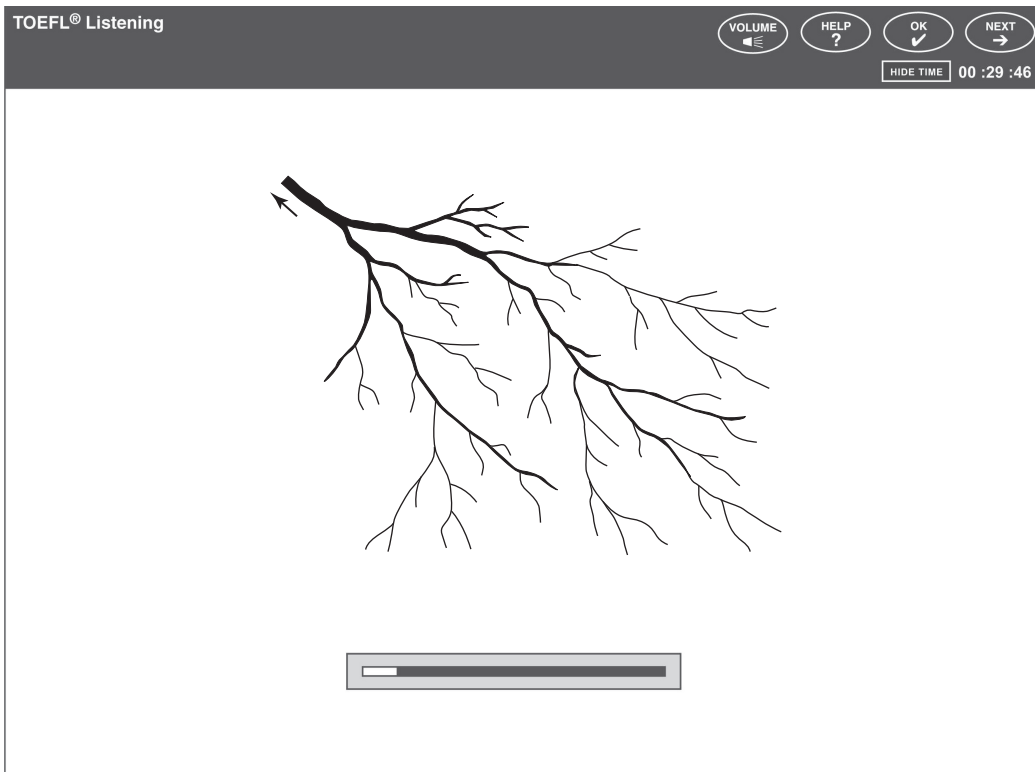 TOEFL® Listening
VOLUME
HELP
?
OK
NEXT
HIDE TIME 00 :29 :46